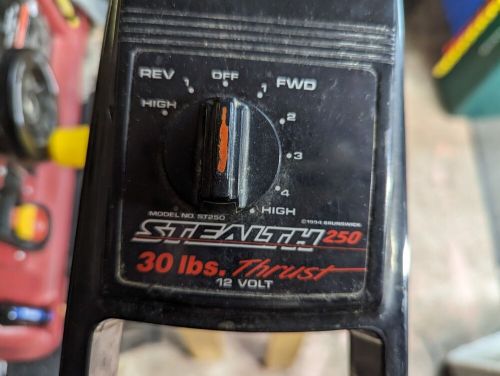 REV OFF FWD
HIGH 1 1 2
3
4
HIGH
MODEL NO. ST250 ©1994 BRUNSWICK
STEALTH 250
30 lbs. Thrust
12 VOLT